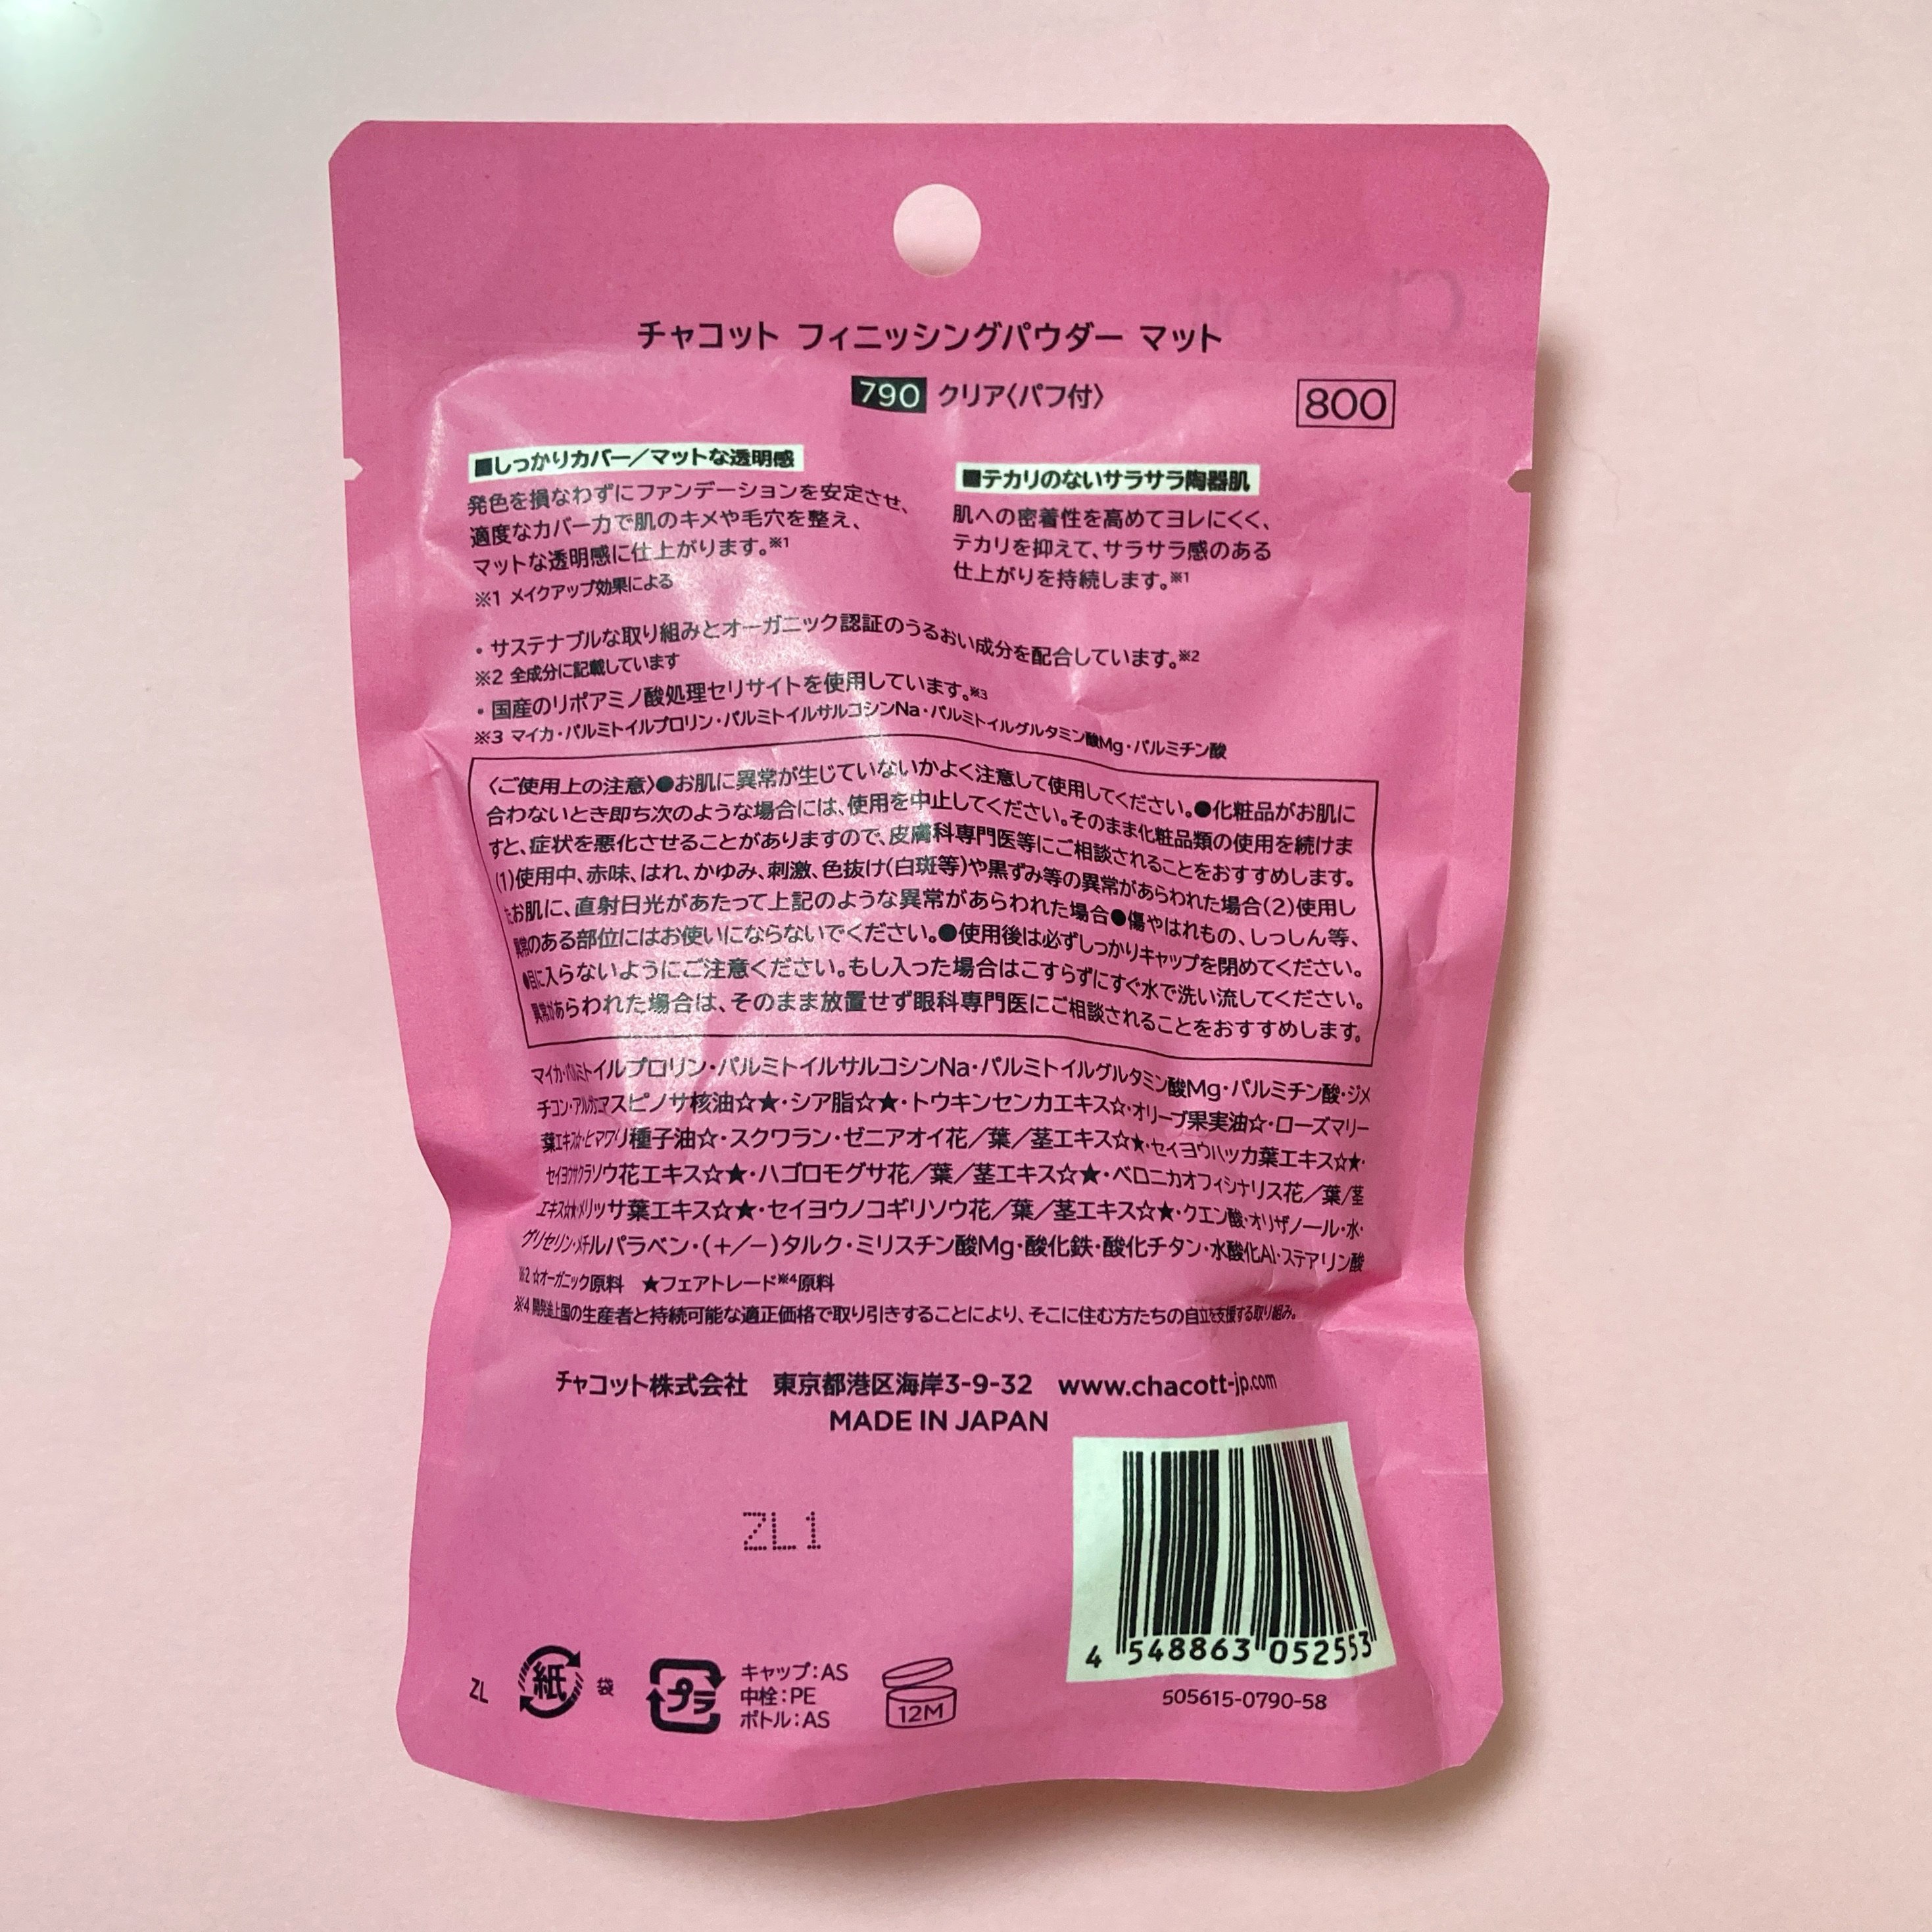 チャコット フィニッシングパウダー マット
790 クリア〈パフ付〉
800
■しっかりカバー／マットな透明感
発色を損なわずにファンデーションを安定させ、
適度なカバー力で肌のキメや毛穴を整え、
マットな透明感に仕上がります。※1
※1 メイクアップ効果による
■テカリのないサラサラ陶器肌
肌への密着性を高めてヨレにくく、
テカリを抑えて、サラサラ感のある
仕上がりを持続します。※1
・サステナブルな取り組みとオーガニック認証のうるおい成分を配合しています。※2
※2 全成分に記載しています
・国産のリポアミノ酸処理セリサイトを使用しています。※3
※3 マイカ・パルミトイルプロリン・パルミトイルサルコシンNa・パルミトイルグルタミン酸Mg・パルミチン酸
〈ご使用上の注意〉●お肌に異常が生じていないかよく注意して使用してください。●化粧品がお肌に
合わないとき即ち次のような場合には、使用を中止してください。そのまま化粧品類の使用を続けま
すと、症状を悪化させることがありますので、皮膚科専門医等にご相談されることをおすすめします。
(1)使用中、赤味、はれ、かゆみ、刺激、色抜け(白斑等)や黒ずみ等の異常があらわれた場合(2)使用し
たお肌に、直射日光があたって上記のような異常があらわれた場合●傷やはれもの、しっしん等、
異常のある部位にはお使いにならないでください。●使用後は必ずしっかりキャップを閉めてください。
●目に入らないようにご注意ください。もし入った場合はこすらずにすぐ水で洗い流してください。
異常があらわれた場合は、そのまま放置せず眼科専門医にご相談されることをおすすめします。
マイカ・パルミトイルプロリン・パルミトイルサルコシンNa・パルミトイルグルタミン酸Mg・パルミチン酸・ジメ
チコン・アルガニアスピノサ核油☆★・シア脂☆★・トウキンセンカエキス☆・オリーブ果実油☆・ローズマリー
葉エキス☆・ヒマワリ種子油☆・スクワラン・ゼニアオイ花／葉／茎エキス☆★・セイヨウハッカ葉エキス☆★・
セイヨウサクラソウ花エキス☆★・ハゴロモグサ花／葉／茎エキス☆★・ベロニカオフィシナリス花／葉／茎
エキス☆★・メリッサ葉エキス☆★・セイヨウノコギリソウ花／葉／茎エキス☆★・クエン酸・オリザノール・水・
グリセリン・メチルパラベン・(＋／－)タルク・ミリスチン酸Mg・酸化鉄・酸化チタン・水酸化Al・ステアリン酸
※2 ☆オーガニック原料 ★フェアトレード※4原料
※4 開発途上国の生産者と持続可能な適正価格で取り引きすることにより、そこに住む方たちの自立を支援する取り組み。
チャコット株式会社 東京都港区海岸3-9-32 www.chacott-jp.com
MADE IN JAPAN
ZL1
4 548863 052553
505615-0790-58
ZL
紙
袋
プラ
キャップ：AS
中栓：PE
ボトル：AS
12M